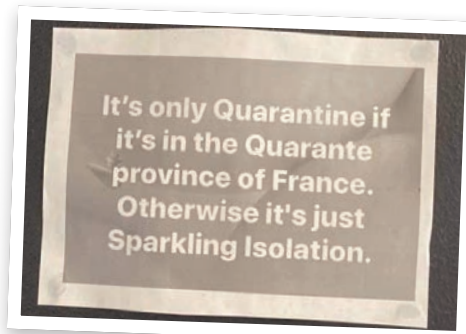 It’s only Quarantine if
it’s in the Quarante
province of France.
Otherwise it's just
Sparkling Isolation.